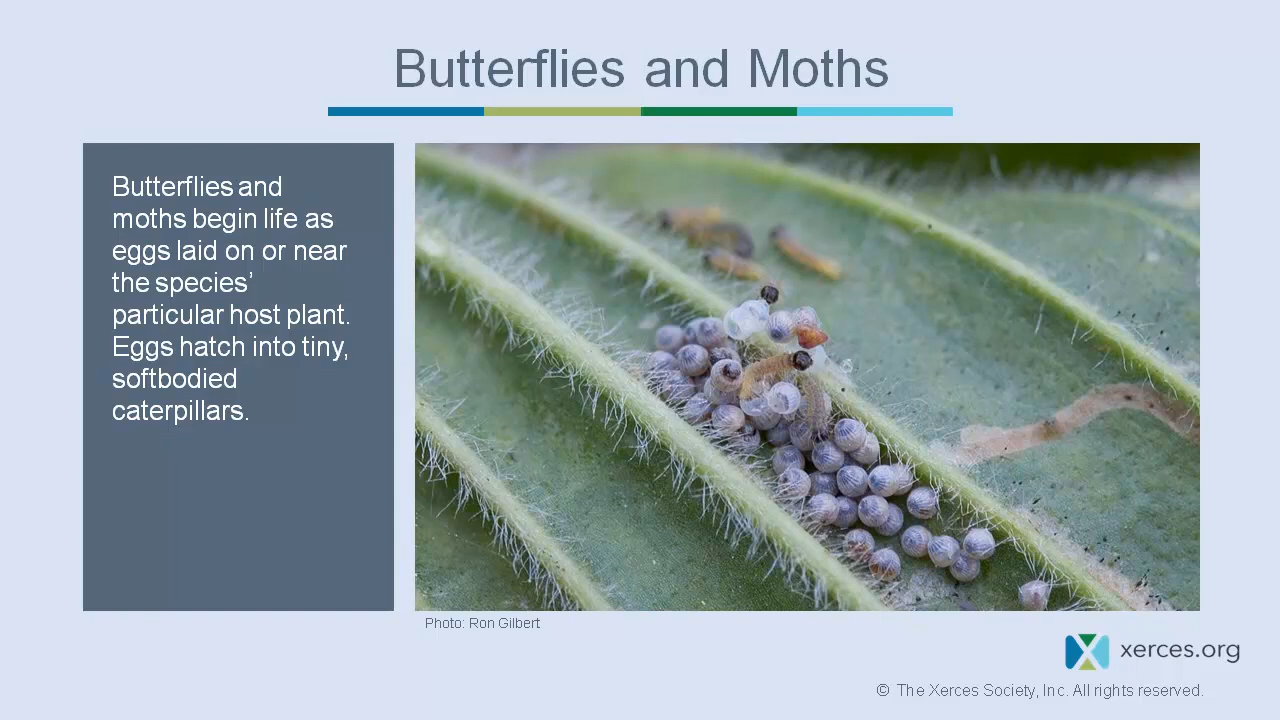 Butterflies and Moths
Butterflies and
moths begin life as
eggs laid on or near
the species’
particular host plant.
Eggs hatch into tiny,
softbodied
caterpillars.
Photo: Ron Gilbert
xerces.org
© The Xerces Society, Inc. All rights reserved.